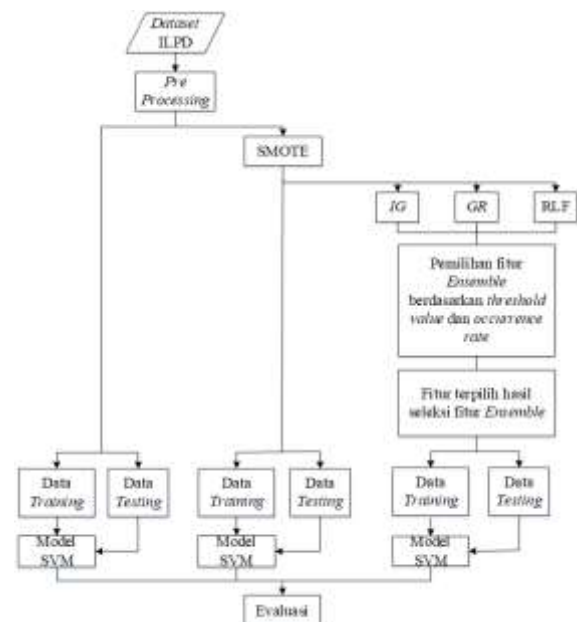 Dataset
ILPD
Pre
Processing
SMOTE
IG
GR
RLF
Pemilihan fitur
Ensemble
berdasarkan threshold
value dan occurrence
rate
Fitur terpilih hasil
seleksi fitur Ensemble
Data
Training
Data
Testing
Data
Training
Data
Testing
Data
Training
Data
Testing
Model
SVM
Model
SVM
Model
SVM
Evaluasi